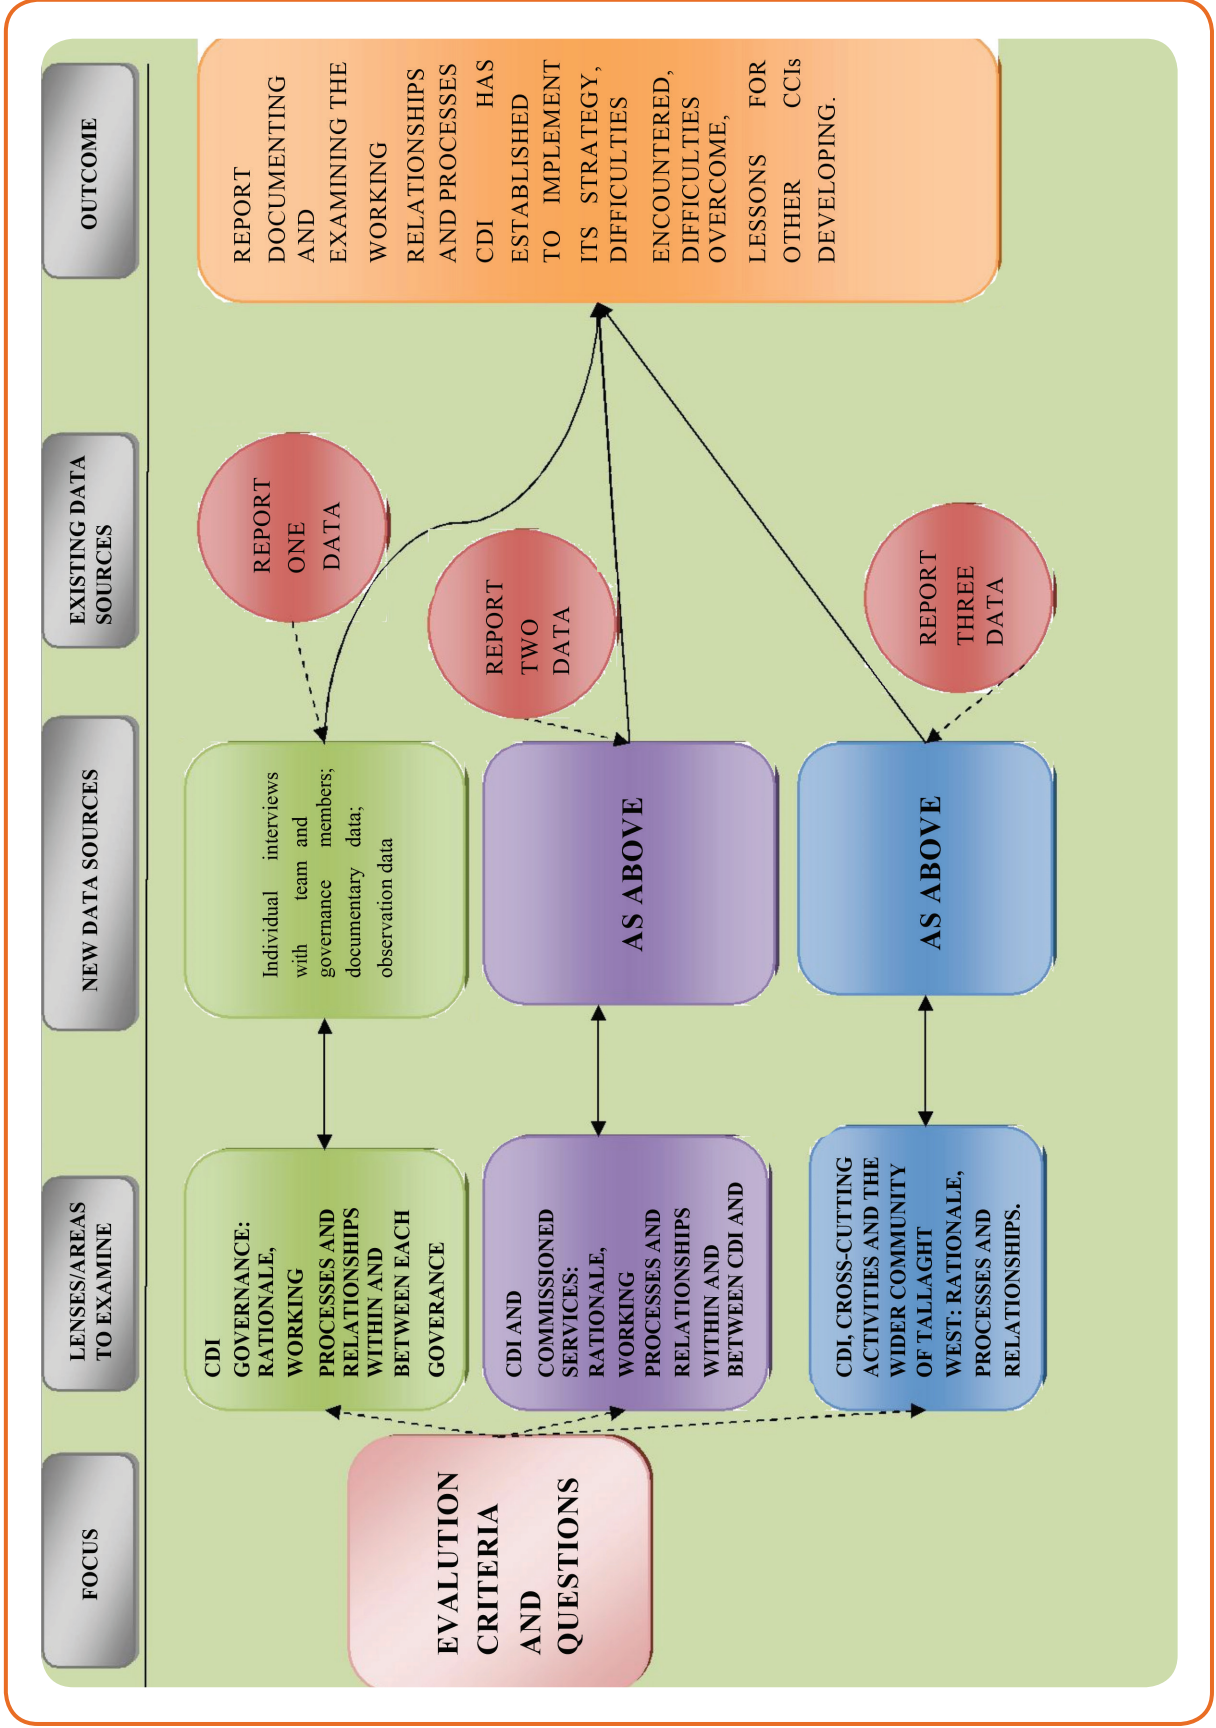 FOCUS
LENSES/AREAS
TO EXAMINE
NEW DATA SOURCES
EXISTING DATA
SOURCES
OUTCOME
EVALUTION
CRITERIA
AND
QUESTIONS
CDI
GOVERNANCE:
RATIONALE,
WORKING
PROCESSES AND
RELATIONSHIPS
WITHIN AND
BETWEEN EACH
GOVERANCE
Individual interviews
with team and
governance members;
documentary data;
observation data
REPORT
ONE
DATA
CDI AND
COMMISSIONED
SERVICES:
RATIONALE,
WORKING
PROCESSES AND
RELATIONSHIPS
WITHIN AND
BETWEEN CDI AND
AS ABOVE
REPORT
TWO
DATA
CDI, CROSS-CUTTING
ACTIVITIES AND THE
WIDER COMMUNITY
OF TALLAGHT
WEST: RATIONALE,
PROCESSES AND
RELATIONSHIPS.
AS ABOVE
REPORT
THREE
DATA
REPORT
DOCUMENTING
AND
EXAMINING THE
WORKING
RELATIONSHIPS
AND PROCESSES
CDI HAS
ESTABLISHED
TO IMPLEMENT
ITS STRATEGY,
DIFFICULTIES
ENCOUNTERED,
DIFFICULTIES
OVERCOME,
LESSONS FOR
OTHER CCIs
DEVELOPING.